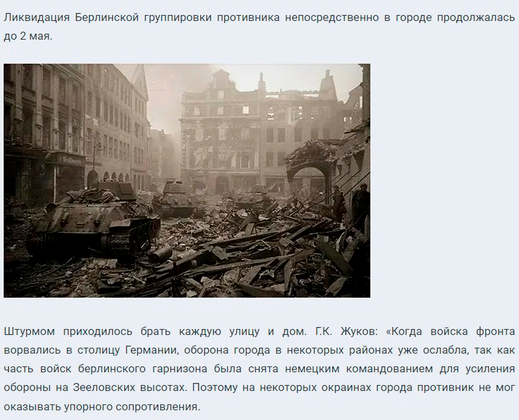 Ликвидация Берлинской группировки противника непосредственно в городе продолжалась
до 2 мая.
Штурмом приходилось брать каждую улицу и дом. Г.К. Жуков: «Когда войска фронта
ворвались в столицу Германии, оборона города в некоторых районах уже ослабла, так как
часть войск берлинского гарнизона была снята немецким командованием для усиления
обороны на Зееловских высотах. Поэтому на некоторых окраинах города противник не мог
оказывать упорного сопротивления.